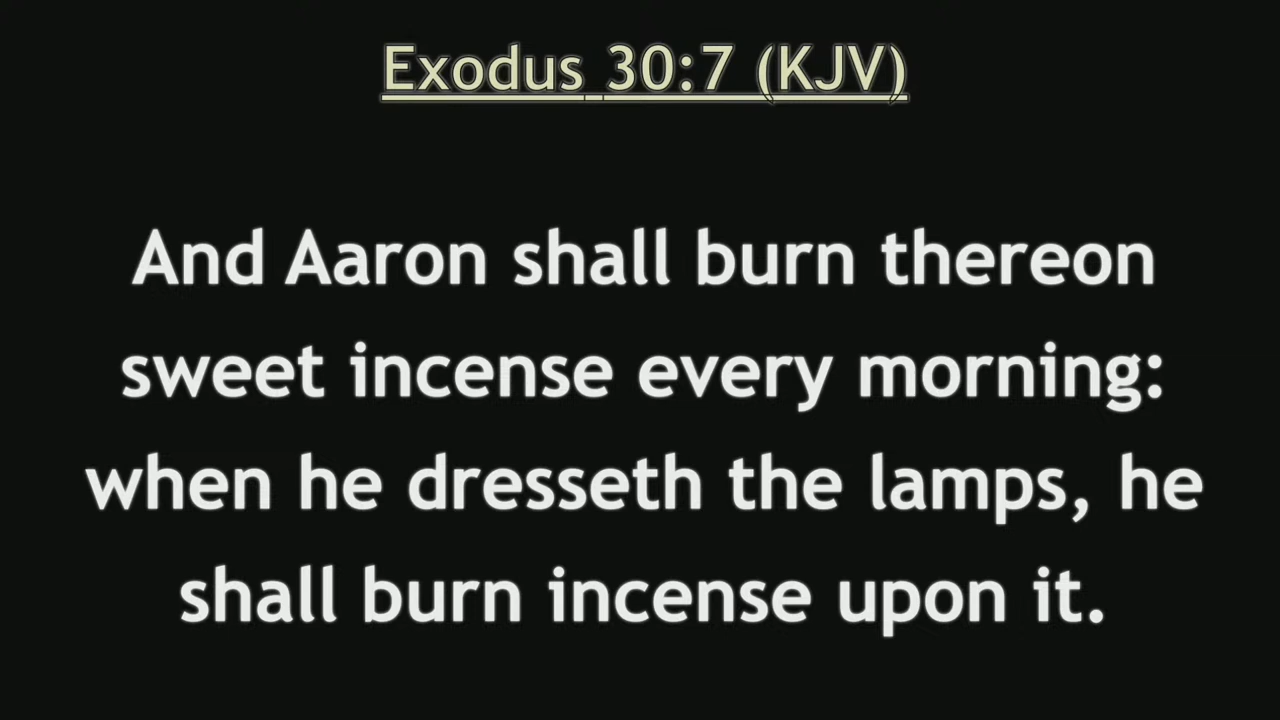 Exodus 30:7 (KJV)
And Aaron shall burn thereon
sweet incense every morning:
when he dresseth the lamps, he
shall burn incense upon it.